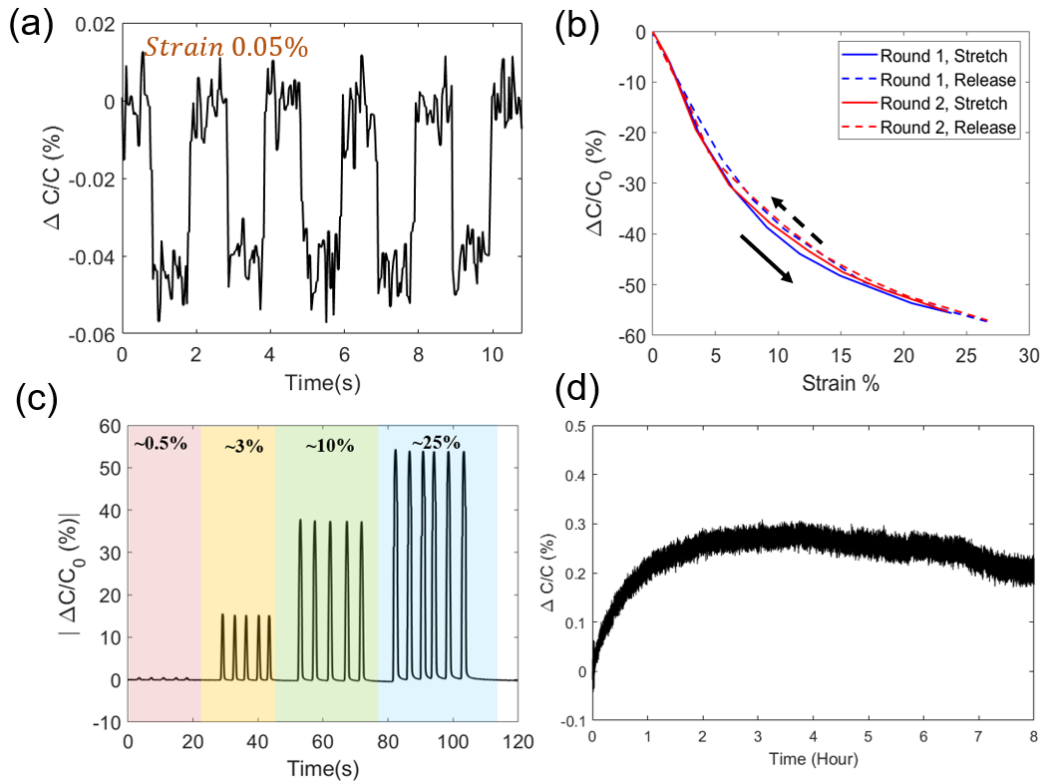 (a)
Strain 0.05%
0.02
0
-0.02
-0.04
-0.06
Δ C/C (%)
0 2 4 6 8 10
Time(s)
(b)
Round 1, Stretch
Round 1, Release
Round 2, Stretch
Round 2, Release
0
-10
-20
-30
-40
-50
-60
ΔC/C₀ (%)
0 5 10 15 20 25 30
Strain %
(c)
~0.5% ~3% ~10% ~25%
60
50
40
30
20
10
0
-10
| ΔC/C₀ (%)|
0 20 40 60 80 100 120
Time(s)
(d)
0.5
0.4
0.3
0.2
0.1
0
-0.1
Δ C/C (%)
0 1 2 3 4 5 6 7 8
Time (Hour)